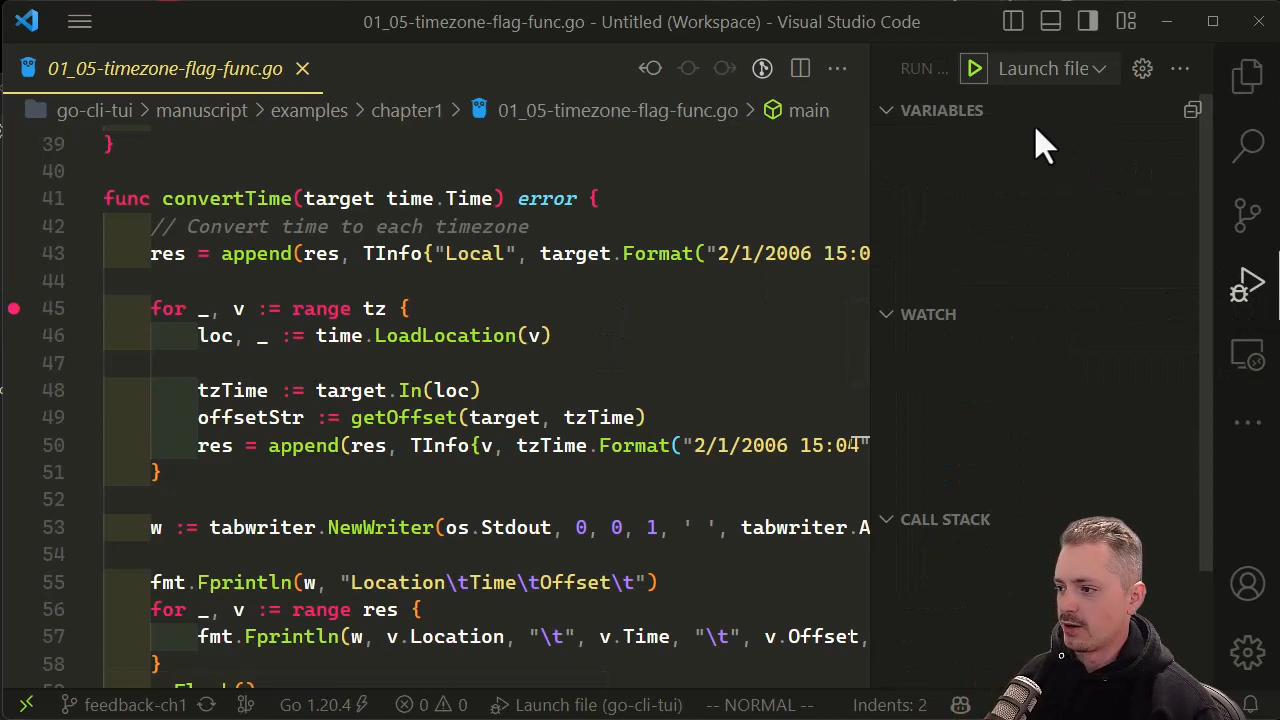 01_05-timezone-flag-func.go - Untitled (Workspace) - Visual Studio Code
01_05-timezone-flag-func.go
go-cli-tui > manuscript > examples > chapter1 > 01_05-timezone-flag-func.go > main
39 }
40
41 func convertTime(target time.Time) error {
42 // Convert time to each timezone
43 res = append(res, TInfo{"Local", target.Format("2/1/2006 15:0
44
45 for _, v := range tz {
46 loc, _ := time.LoadLocation(v)
47
48 tzTime := target.In(loc)
49 offsetStr := getOffset(target, tzTime)
50 res = append(res, TInfo{v, tzTime.Format("2/1/2006 15:04"
51 }
52
53 w := tabwriter.NewWriter(os.Stdout, 0, 0, 1, ' ', tabwriter.A
54
55 fmt.Fprintln(w, "Location\tTime\tOffset\t")
56 for _, v := range res {
57 fmt.Fprintln(w, v.Location, "\t", v.Time, "\t", v.Offset,
58 }
RUN ...
Launch file
VARIABLES
WATCH
CALL STACK
feedback-ch1
Go 1.20.4
0 0
Launch file (go-cli-tui)
-- NORMAL --
Indents: 2